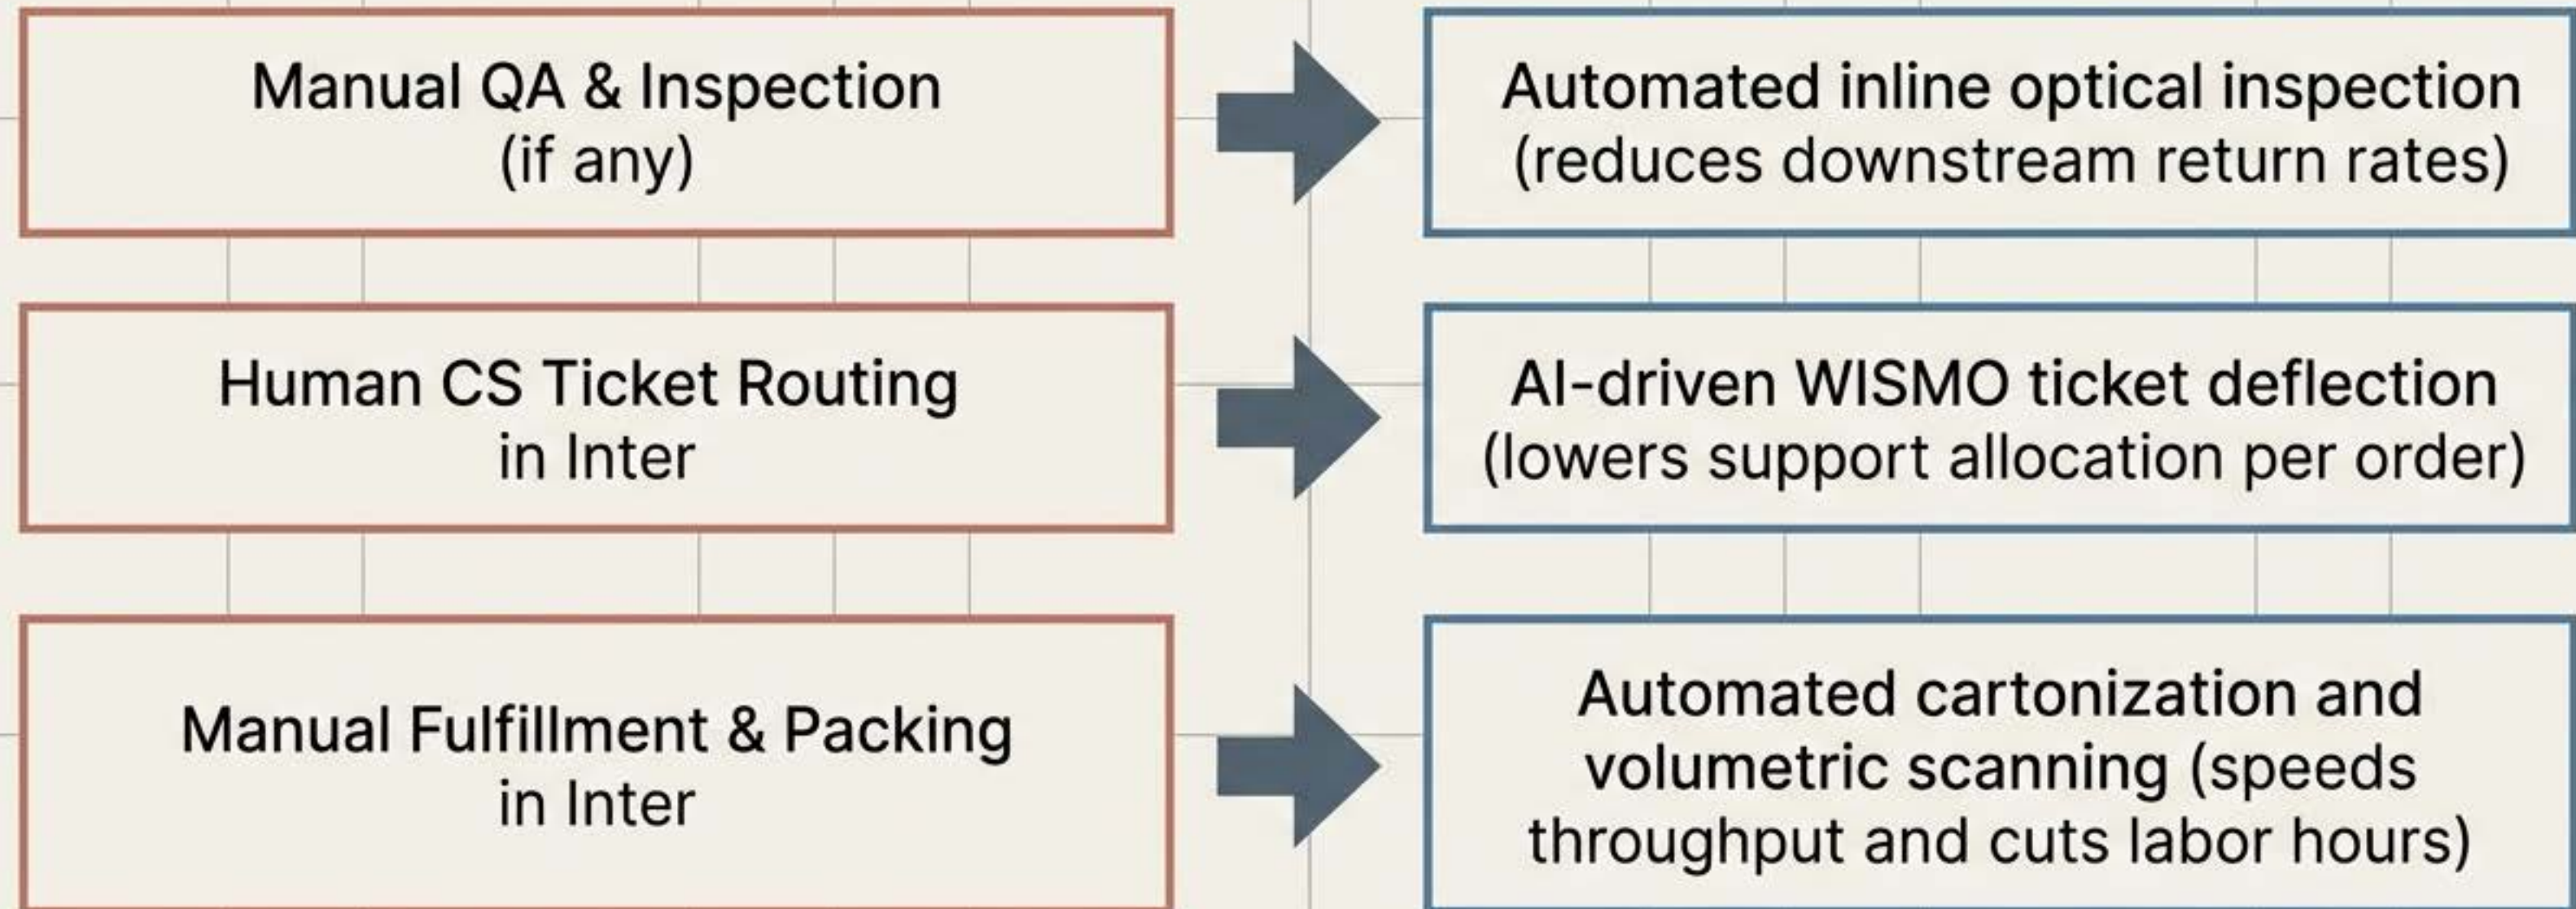 Manual QA & Inspection
(if any)
Automated inline optical inspection
(reduces downstream return rates)
Human CS Ticket Routing
in Inter
AI-driven WISMO ticket deflection
(lowers support allocation per order)
Manual Fulfillment & Packing
in Inter
Automated cartonization and
volumetric scanning (speeds
throughput and cuts labor hours)